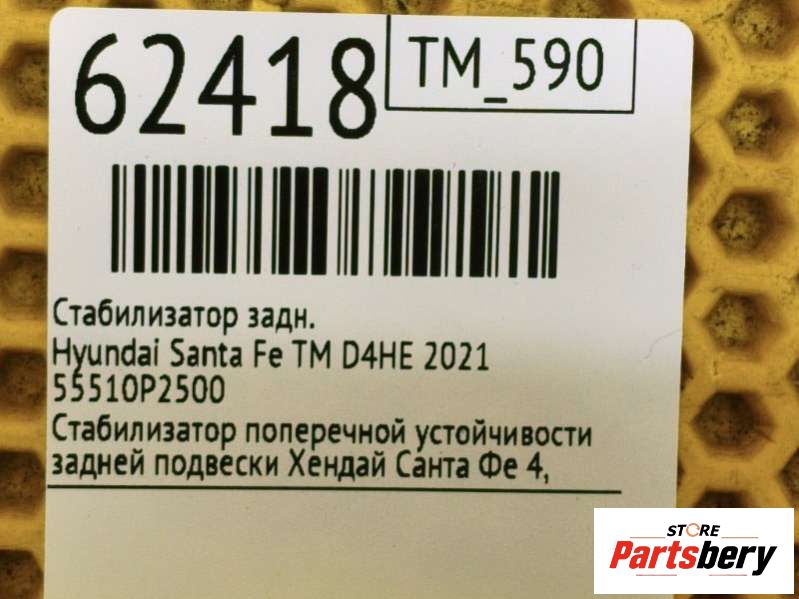 62418
TM_590
Стабилизатор задн.
Hyundai Santa Fe TM D4HE 2021
55510P2500
Стабилизатор поперечной устойчивости
задней подвески Хендай Санта Фе 4,
STORE
Partsbery